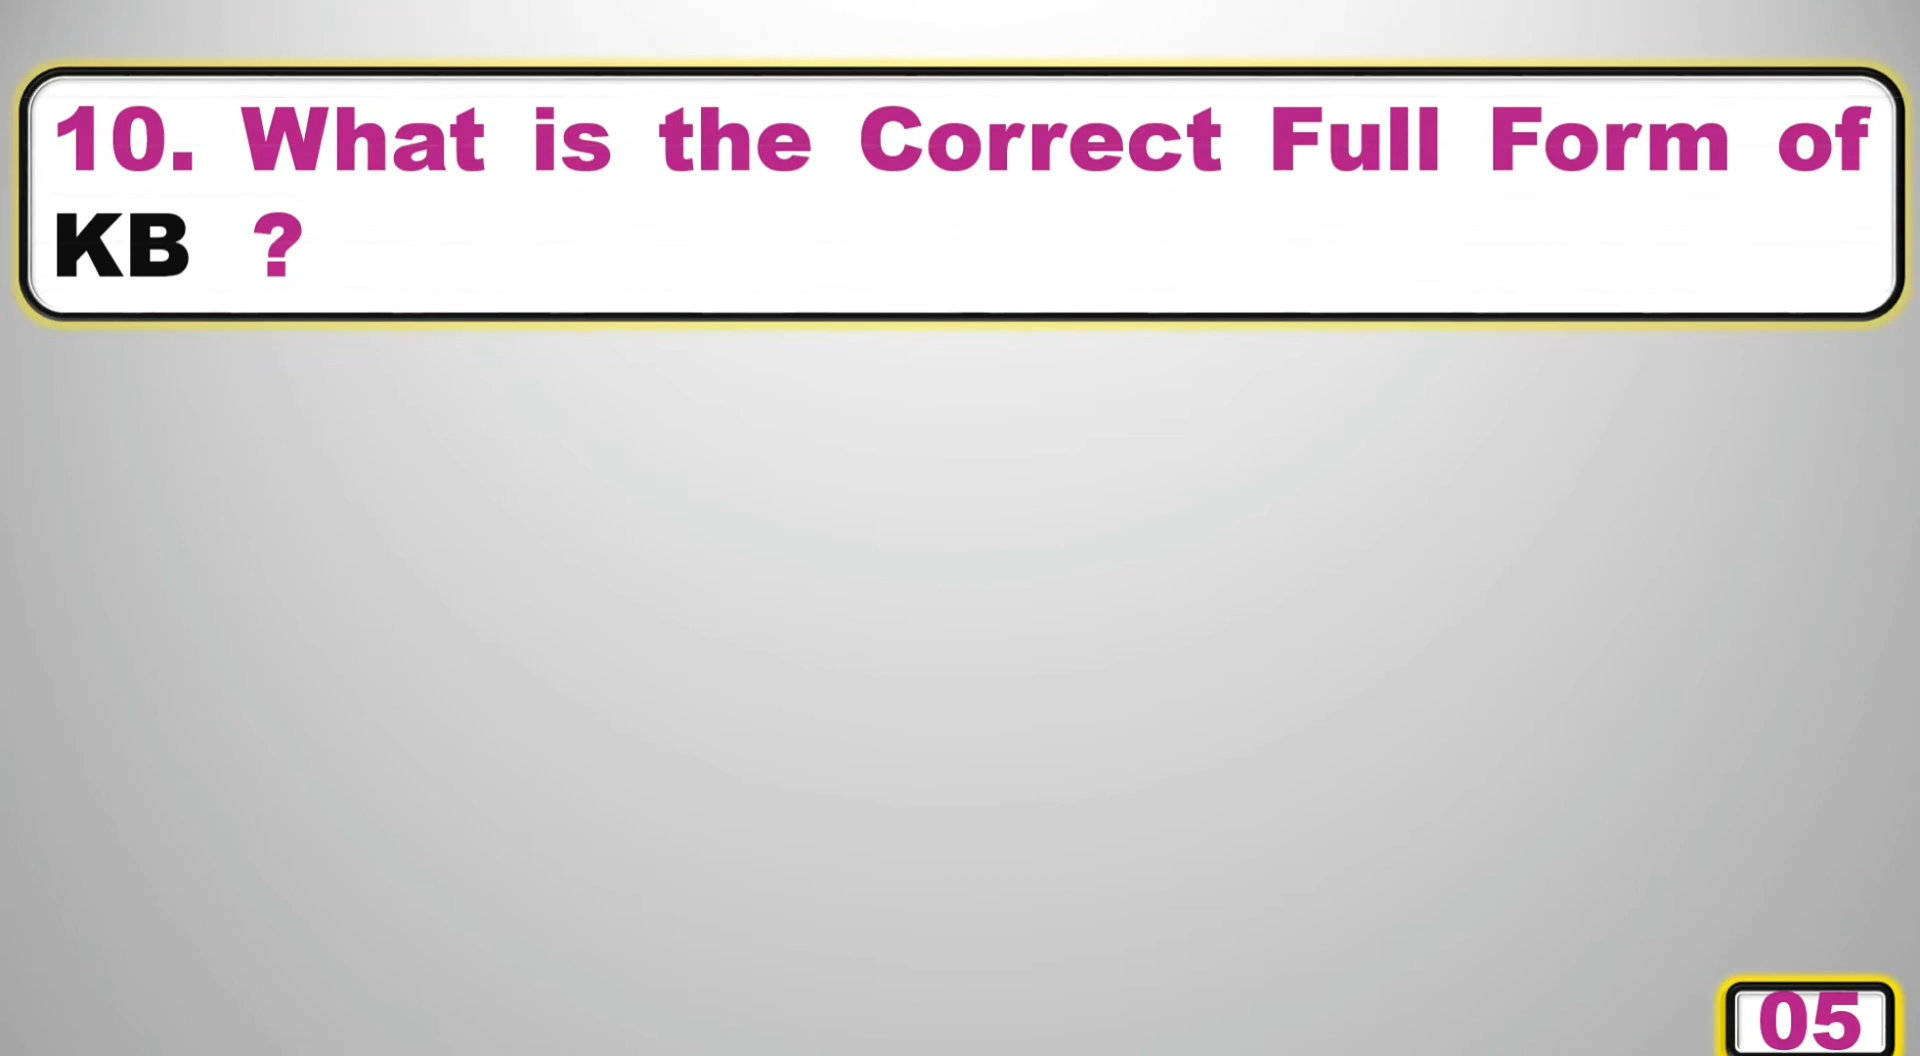 10. What is the Correct Full Form of
KB ?
05